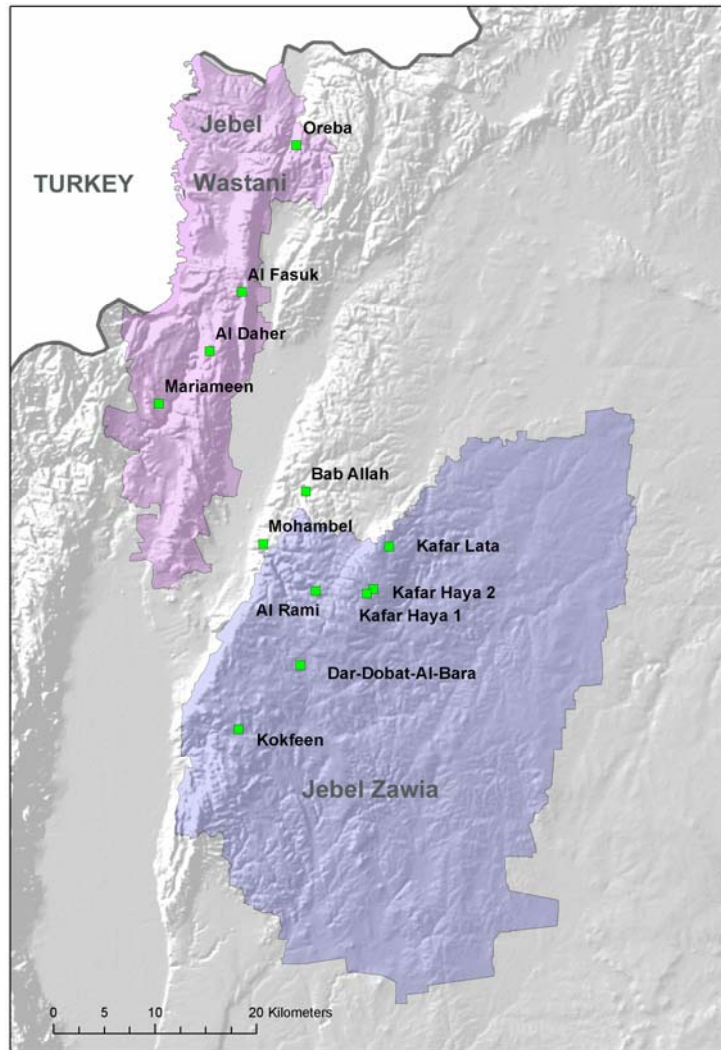 Jebel
Oreba
TURKEY
Wastani
Al Fasuk
Al Daher
Mariameen
Bab Allah
Mohambel
Kafar Lata
Kafar Haya 2
Al Rami
Kafar Haya 1
Dar-Dobat-Al-Bara
Kokfeen
Jebel Zawia
0 5 10 20 Kilometers